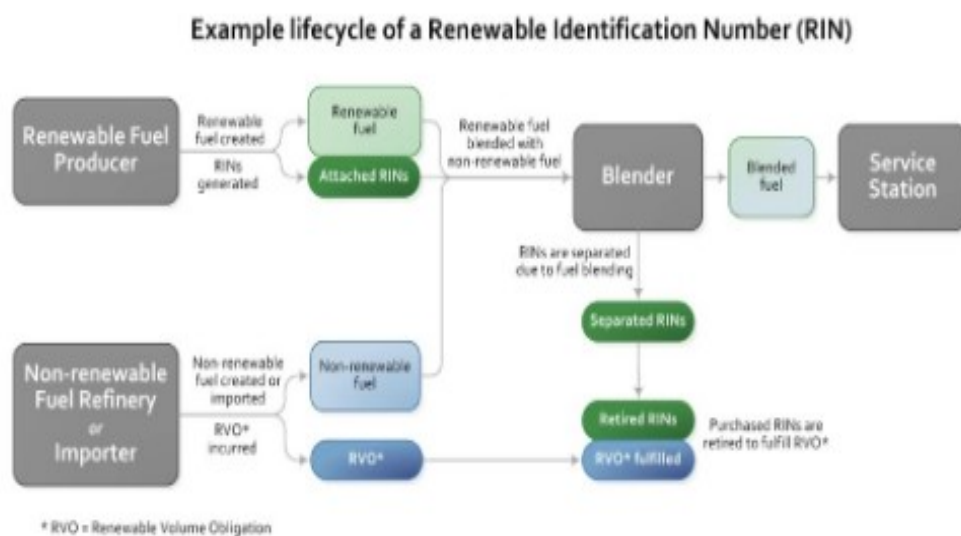 Example lifecycle of a Renewable Identification Number (RIN)
Renewable Fuel
Producer
Renewable
fuel created
RINs
generated
Renewable
fuel
Attached RINs
Renewable fuel
blended with
non-renewable fuel
Blender
Blended
fuel
Service
Station
RINs are separated
due to fuel blending
Separated RINs
Non-renewable
Fuel Refinery
or
Importer
Non-renewable
fuel created or
imported
RVO*
incurred
Non-renewable
fuel
RVO*
Retired RINs
RVO* fulfilled
Purchased RINs are
retired to fulfill RVO*
* RVO = Renewable Volume Obligation